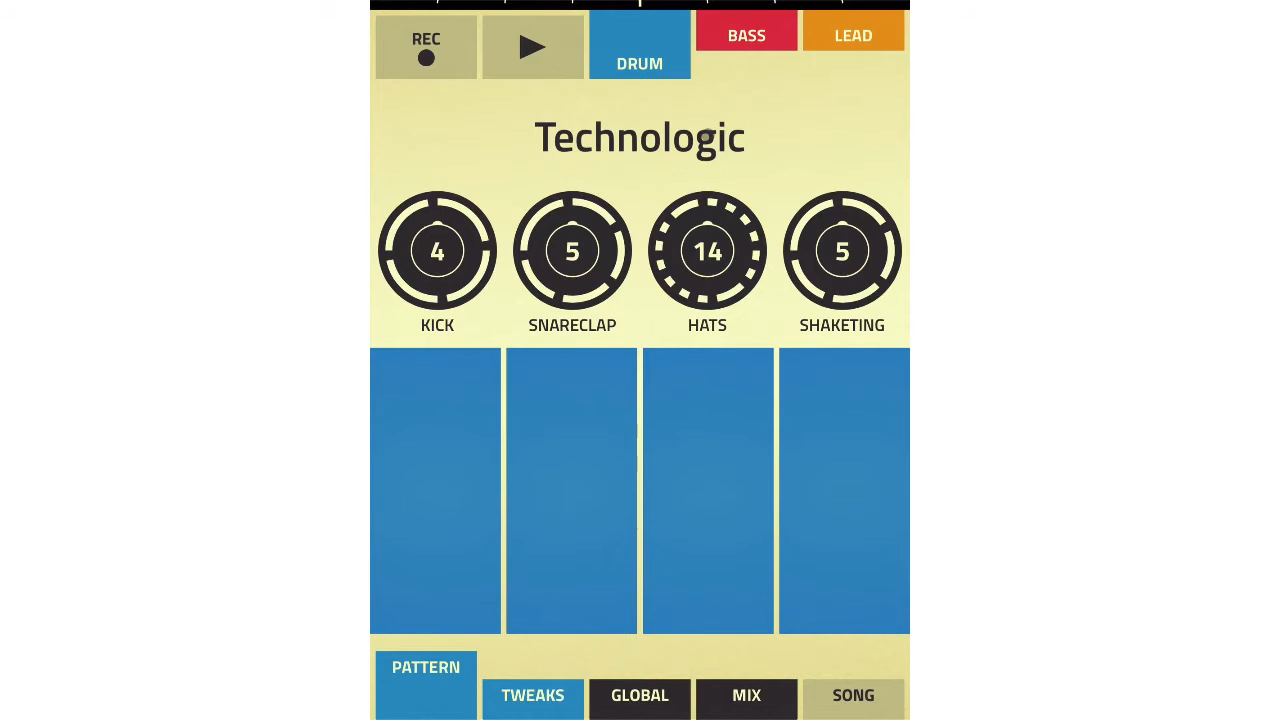 REC
DRUM
BASS
LEAD
Technologic
4
5
14
5
KICK
SNARECLAP
HATS
SHAKETING
PATTERN
TWEAKS
GLOBAL
MIX
SONG